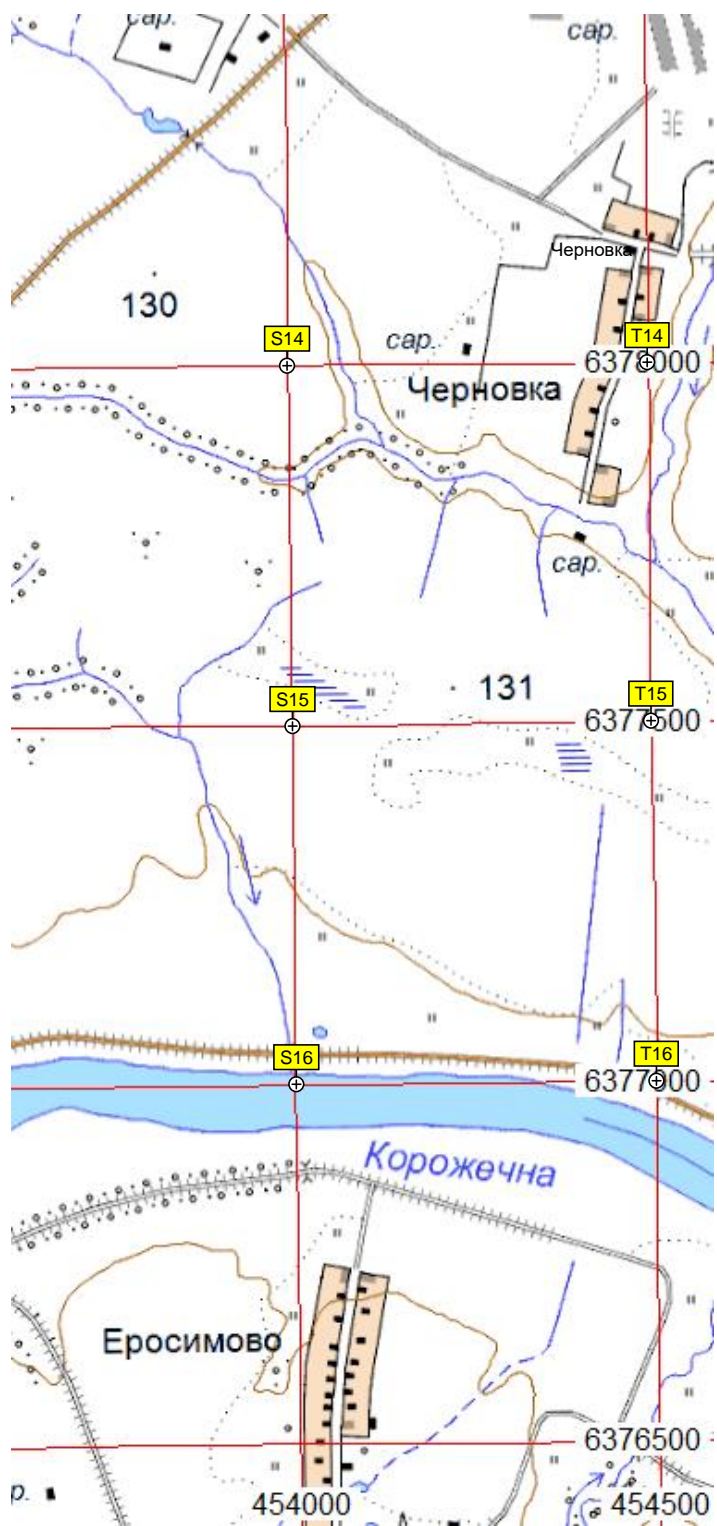 сар.
сар.
Черновка
130
S14
T14
сар.
6378000
Черновка
сар.
131
S15
T15
6377500
S16
T16
6377000
Корожечна
Еросимово
6376500
р.
454000
454500